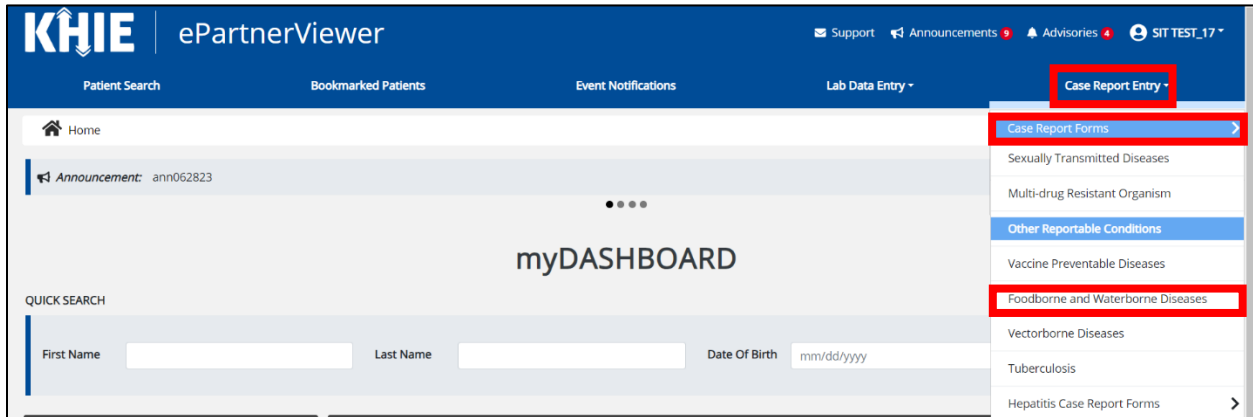 KHIE ePartnerViewer
Support Announcements 9 Advisories 4 SIT TEST_17
Patient Search Bookmarked Patients Event Notifications Lab Data Entry Case Report Entry
Home
Announcement: ann062823
myDASHBOARD
QUICK SEARCH
First Name Last Name Date Of Birth mm/dd/yyyy
Case Report Forms
Sexually Transmitted Diseases
Multi-drug Resistant Organism
Other Reportable Conditions
Vaccine Preventable Diseases
Foodborne and Waterborne Diseases
Vectorborne Diseases
Tuberculosis
Hepatitis Case Report Forms